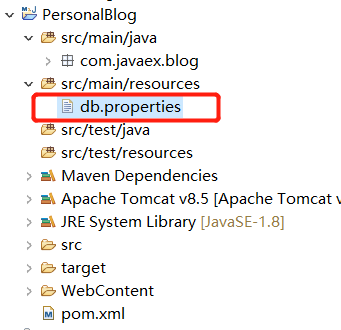 PersonalBlog
src/main/java
com.javaex.blog
src/main/resources
db.properties
src/test/java
src/test/resources
Maven Dependencies
Apache Tomcat v8.5 [Apache Tomcat v
JRE System Library [JavaSE-1.8]
src
target
WebContent
pom.xml